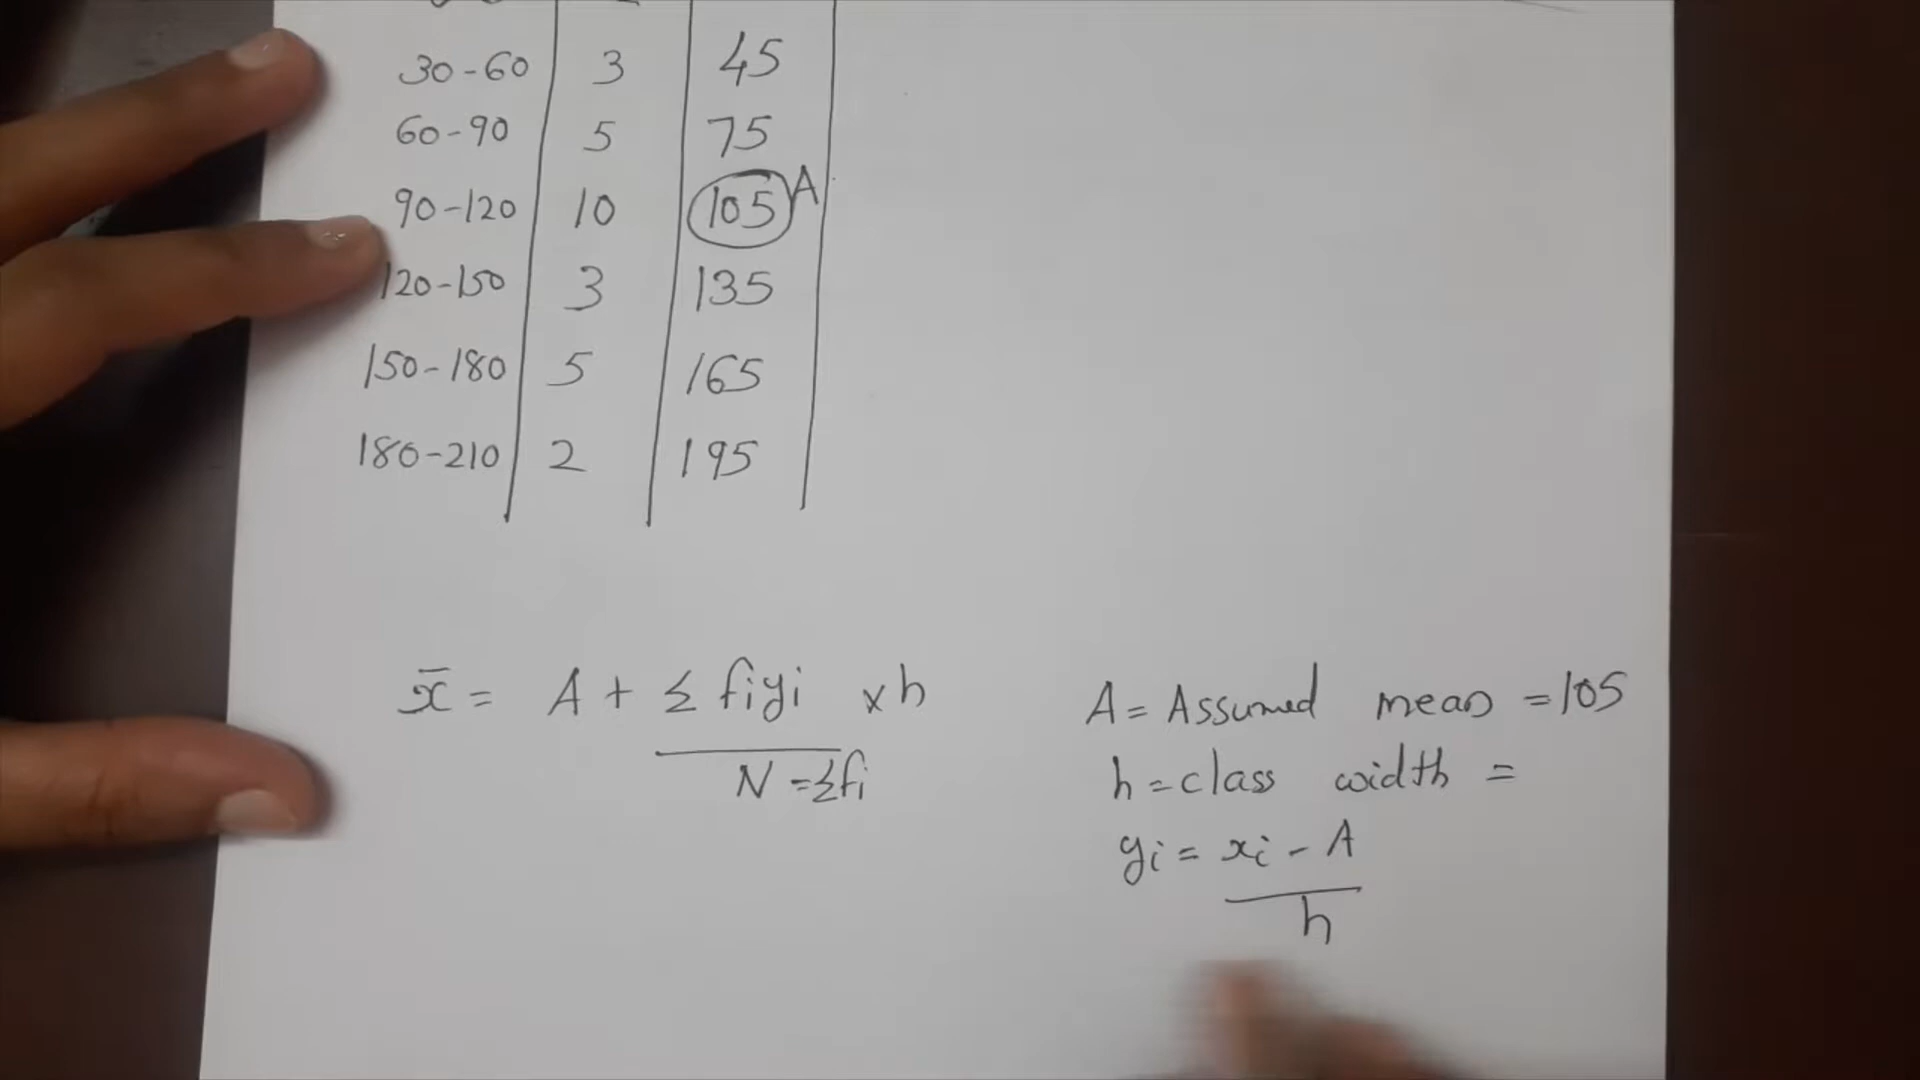 30-60 3 45
60-90 5 75
90-120 10 105 A
120-150 3 135
150-180 5 165
180-210 2 195
x̄ = A + Σ fiyi × h
N = Σfi
A = Assumed mean = 105
h = class width =
yi = xi - A
h